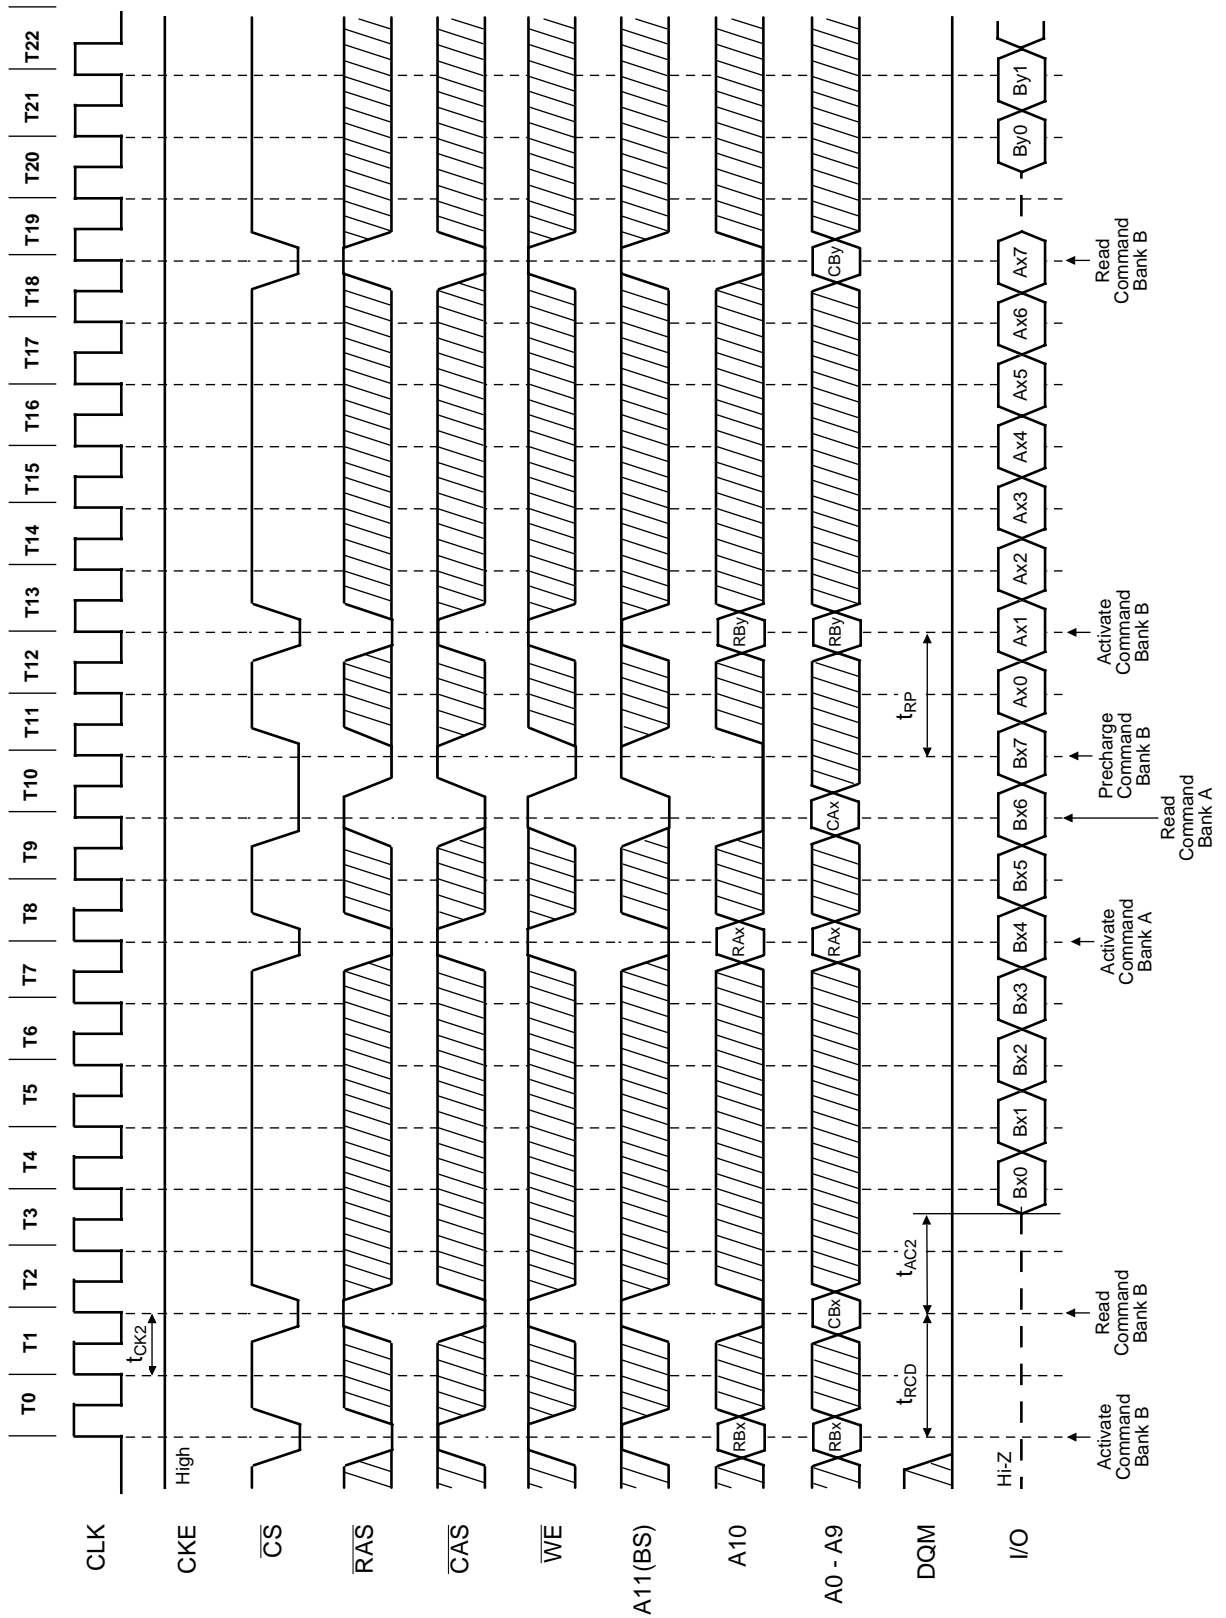 T0 T1 T2 T3 T4 T5 T6 T7 T8 T9 T10 T11 T12 T13 T14 T15 T16 T17 T18 T19 T20 T21 T22
CLK
tCK2
CKE
High
CS
RAS
CAS
WE
A11(BS)
A10
RBx RAx RBy
A0 - A9
RBx CBx RAx CAx RBy CBy
DQM
tRCD tAC2 tRP
I/O
Hi-Z
Bx0 Bx1 Bx2 Bx3 Bx4 Bx5 Bx6 Bx7 Ax0 Ax1 Ax2 Ax3 Ax4 Ax5 Ax6 Ax7 By0 By1
Activate
Command
Bank B
Read
Command
Bank B
Activate
Command
Bank A
Read
Command
Bank A
Precharge
Command
Bank B
Activate
Command
Bank B
Read
Command
Bank B